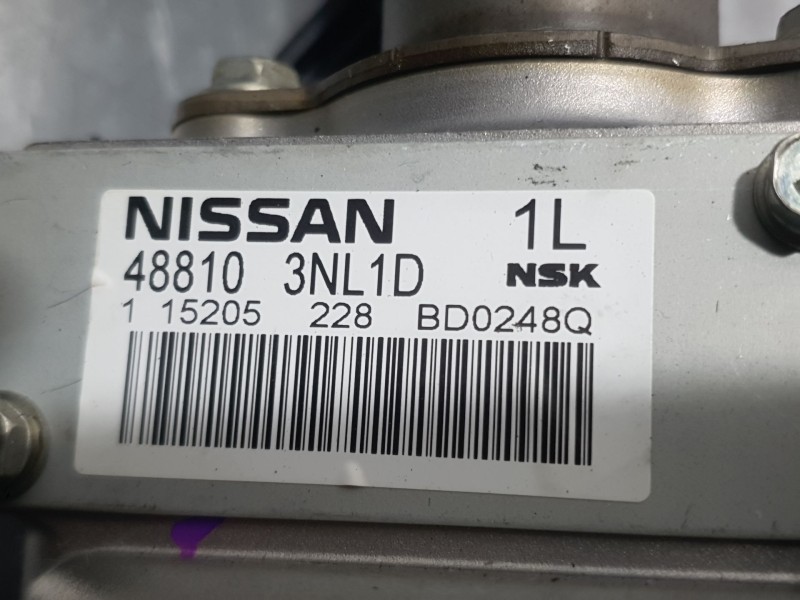 NISSAN 1L
48810 3NL1D NSK
1 15205 228 BD0248Q